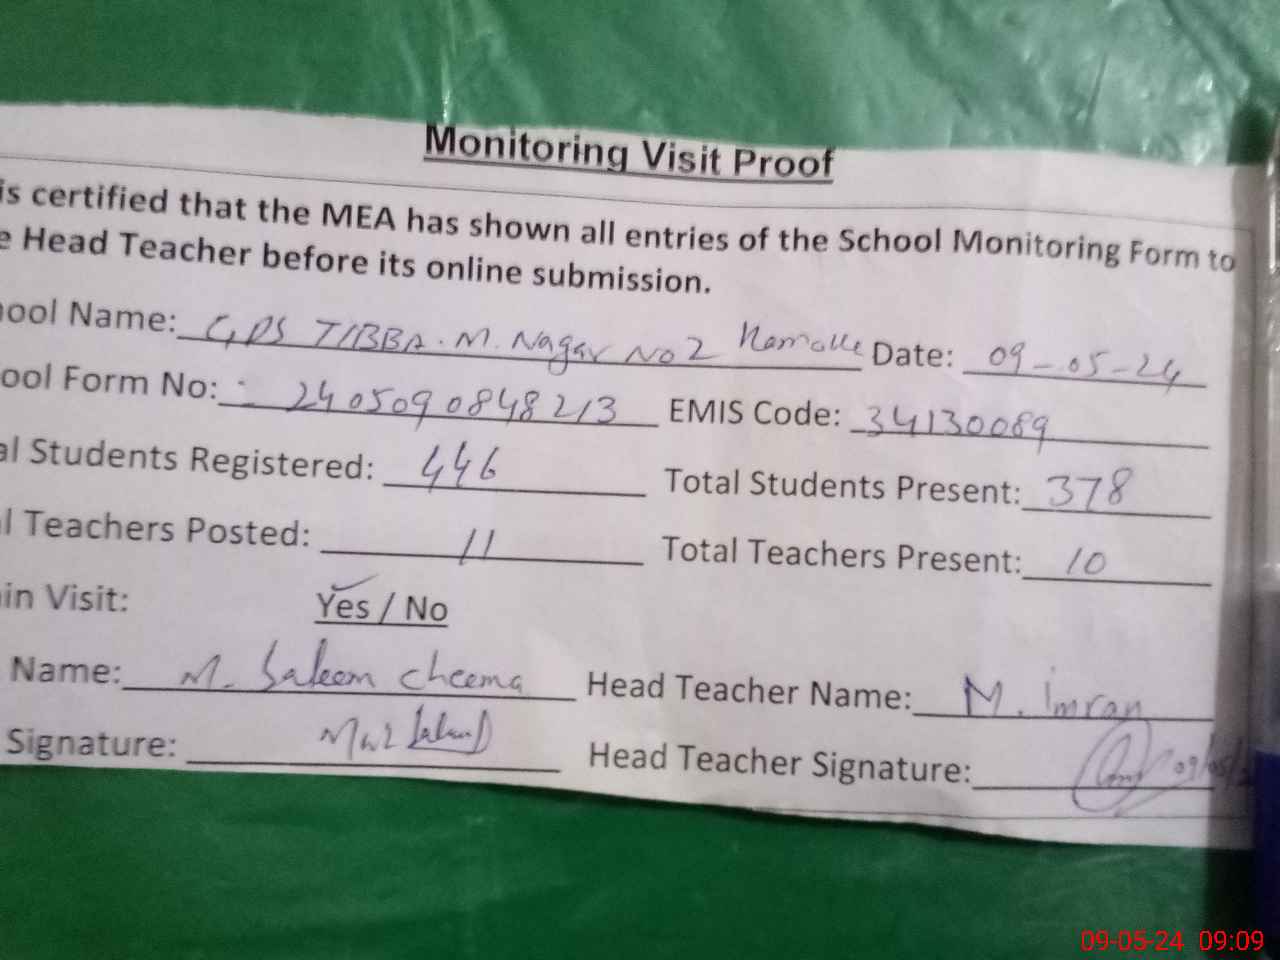 Monitoring Visit Proof
is certified that the MEA has shown all entries of the School Monitoring Form to
e Head Teacher before its online submission.
ool Name: GPS TIBBA. M. Nagar No 2 Date: 09-05-24
ool Form No: 2405090848213 EMIS Code: 34130089
al Students Registered: 446 Total Students Present: 378
l Teachers Posted: 11 Total Teachers Present: 10
in Visit: Yes / No
Name: M. Saleem Cheema Head Teacher Name: M. Imran
Signature: Head Teacher Signature: 09/05/
09-05-24 09:09